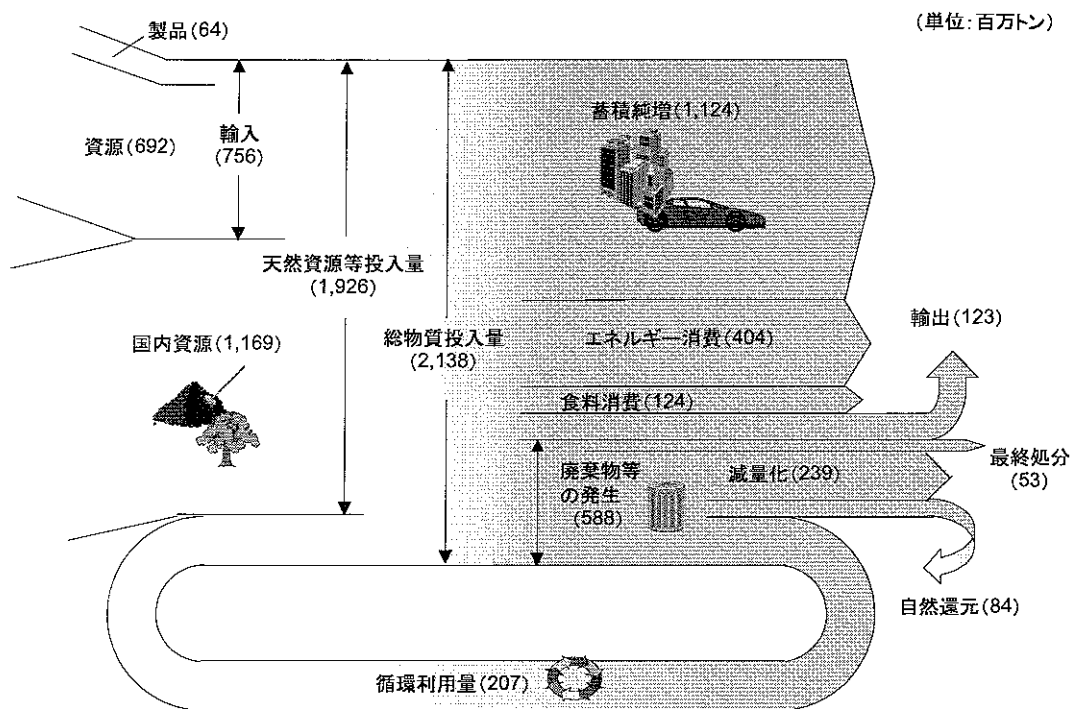 (単位:百万トン)
製品(64)
資源(692)
輸入
(756)
天然資源等投入量
(1,926)
国内資源(1,169)
総物質投入量
(2,138)
蓄積純増(1,124)
エネルギー消費(404)
食料消費(124)
輸出(123)
廃棄物等
の発生
(588)
減量化(239)
最終処分
(53)
自然還元(84)
循環利用量(207)